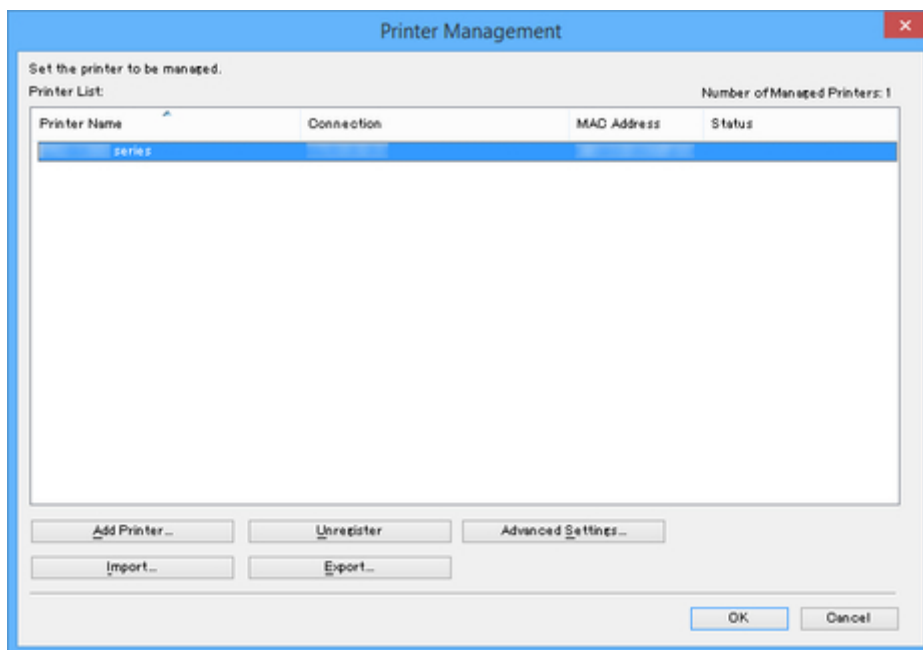 Printer Management
Set the printer to be managed.
Printer List:
Number of Managed Printers: 1
Printer Name Connection MAC Address Status
series
Add Printer... Unregister Advanced Settings...
Import... Export...
OK Cancel